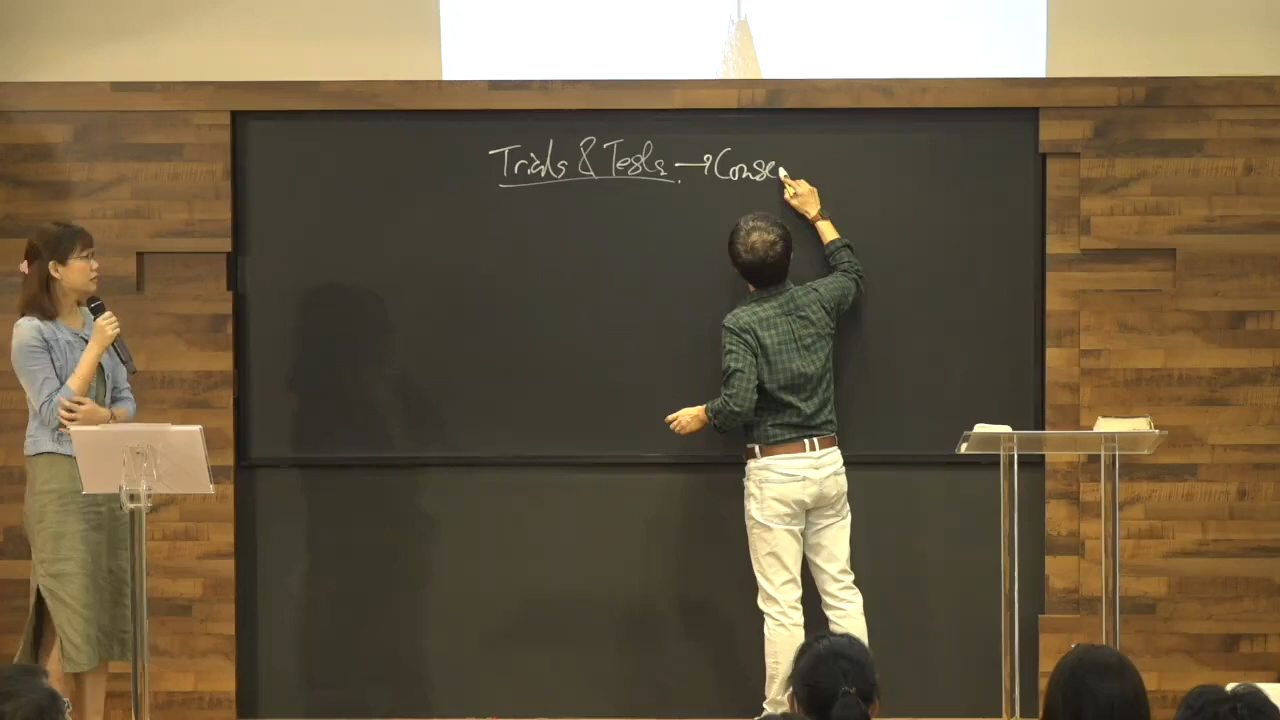 Trials & Tests. → Conse